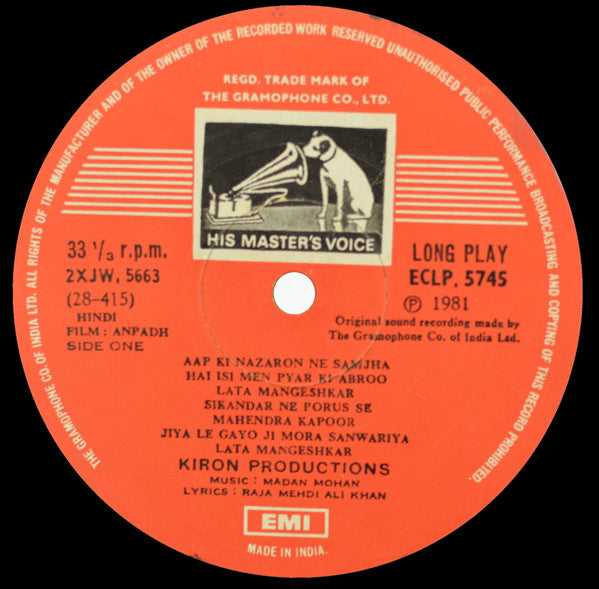 THE GRAMOPHONE CO. OF INDIA LTD. ALL RIGHTS OF THE MANUFACTURER AND OF THE OWNER OF THE RECORDED WORK RESERVED UNAUTHORISED PUBLIC PERFORMANCE BROADCASTING AND COPYING OF THIS RECORD PROHIBITED.
REGD. TRADE MARK OF
THE GRAMOPHONE CO., LTD.
HIS MASTER'S VOICE
33 1/3 r.p.m.
2XJW. 5663
(28-415)
HINDI
FILM : ANPADH
SIDE ONE
LONG PLAY
ECLP. 5745
℗ 1981
Original sound recording made by
The Gramophone Co. of India Ltd.
AAP KI NAZARON NE SAMJHA
HAI ISI MEN PYAR KI ABROO
LATA MANGESHKAR
SIKANDAR NE PORUS SE
MAHENDRA KAPOOR
JIYA LE GAYO JI MORA SANWARIYA
LATA MANGESHKAR
KIRON PRODUCTIONS
MUSIC : MADAN MOHAN
LYRICS : RAJA MEHDI ALI KHAN
EMI
MADE IN INDIA.